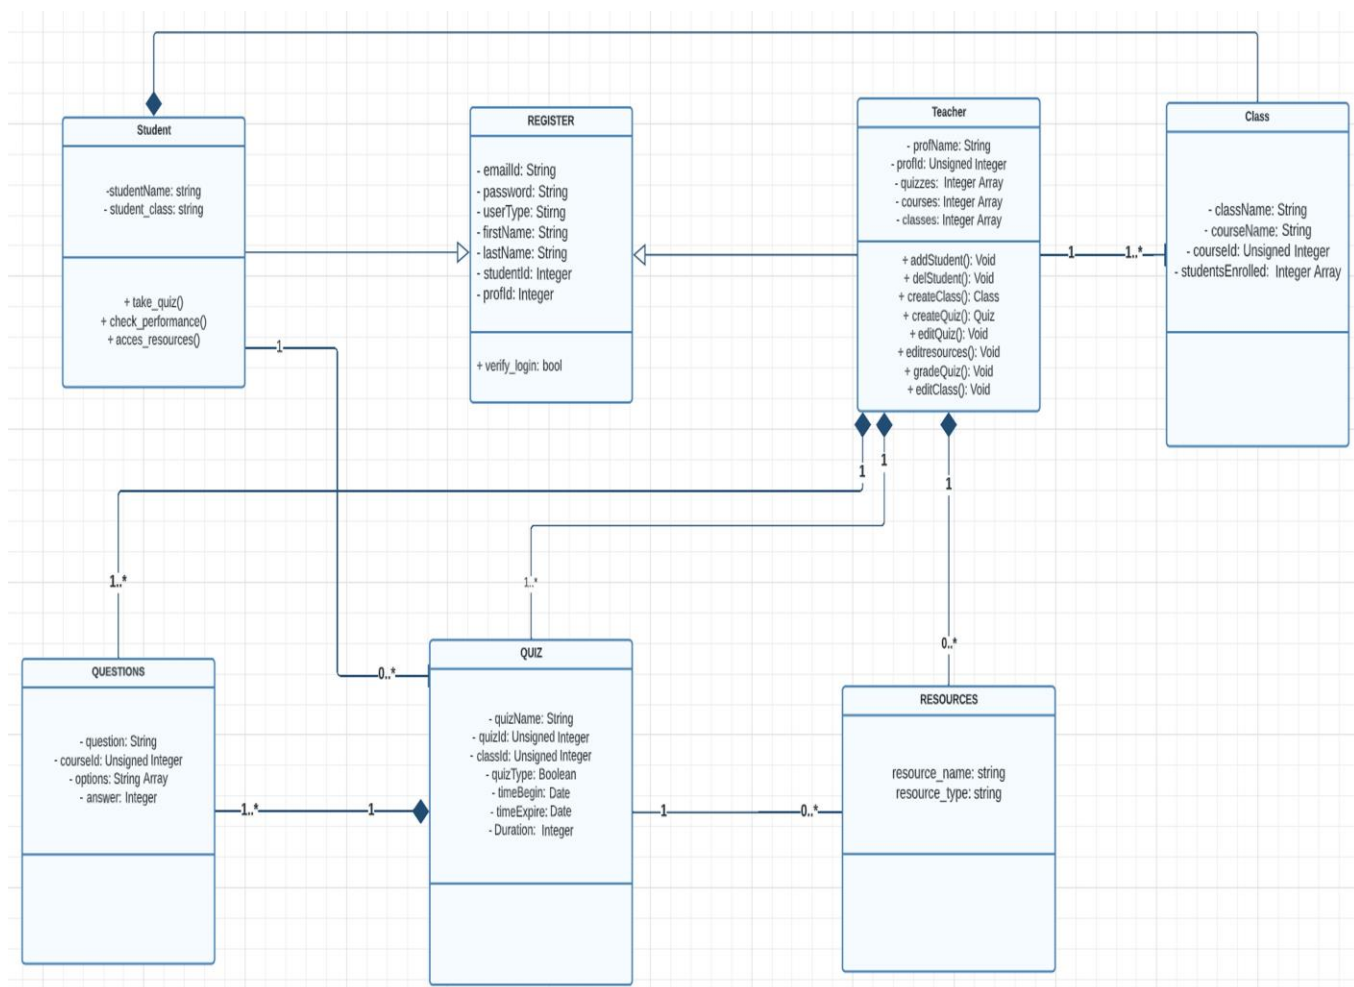 Student
-studentName: string
- student_class: string
+ take_quiz()
+ check_performance()
+ acces_resources()
REGISTER
- emailId: String
- password: String
- userType: Stirng
- firstName: String
- lastName: String
- studentId: Integer
- profId: Integer
+ verify_login: bool
Teacher
- profName: String
- profId: Unsigned Integer
- quizzes: Integer Array
- courses: Integer Array
- classes: Integer Array
+ addStudent(): Void
+ delStudent(): Void
+ createClass(): Class
+ createQuiz(): Quiz
+ editQuiz(): Void
+ editresources(): Void
+ gradeQuiz(): Void
+ editClass(): Void
1
1..*
Class
- className: String
- courseName: String
- courseId: Unsigned Integer
- studentsEnrolled: Integer Array
1
1
1
1
1..*
1..*
0..*
0..*
QUESTIONS
- question: String
- courseId: Unsigned Integer
- options: String Array
- answer: Integer
1..*
1
QUIZ
- quizName: String
- quizId: Unsigned Integer
- classId: Unsigned Integer
- quizType: Boolean
- timeBegin: Date
- timeExpire: Date
- Duration: Integer
1
0..*
RESOURCES
resource_name: string
resource_type: string